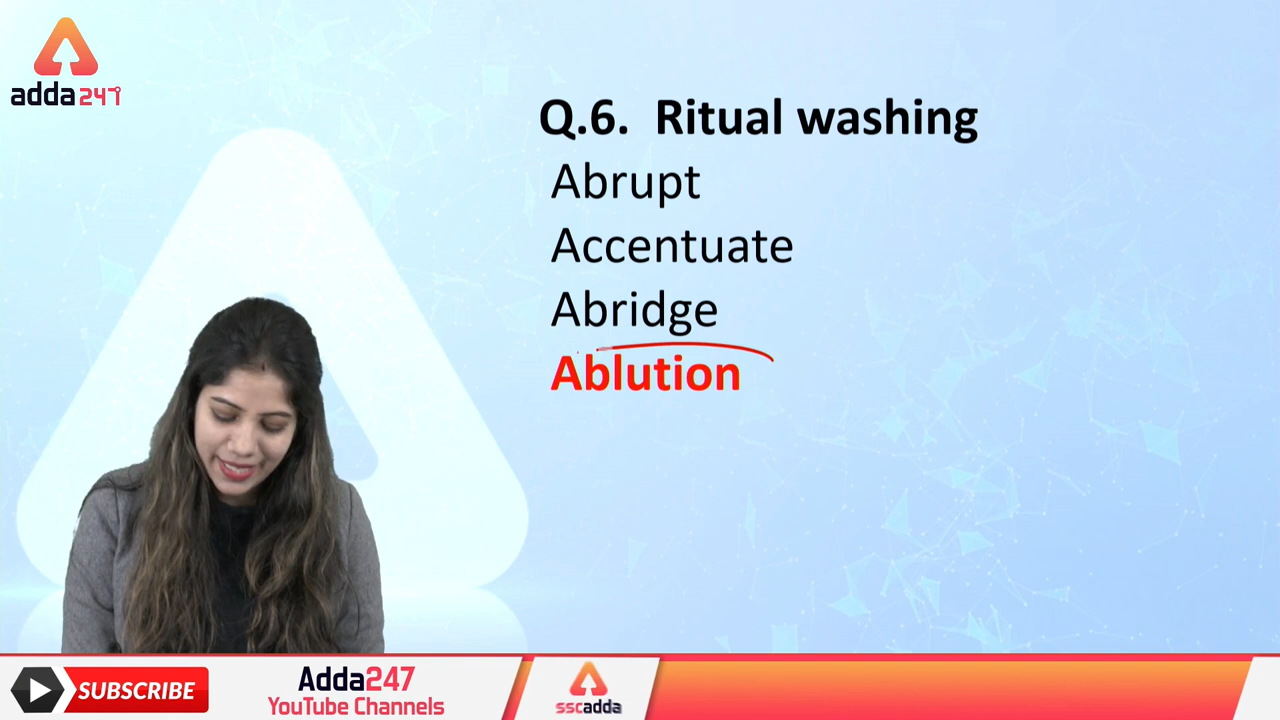 adda247
Q.6. Ritual washing
Abrupt
Accentuate
Abridge
Ablution
SUBSCRIBE
Adda247
YouTube Channels
sscadda